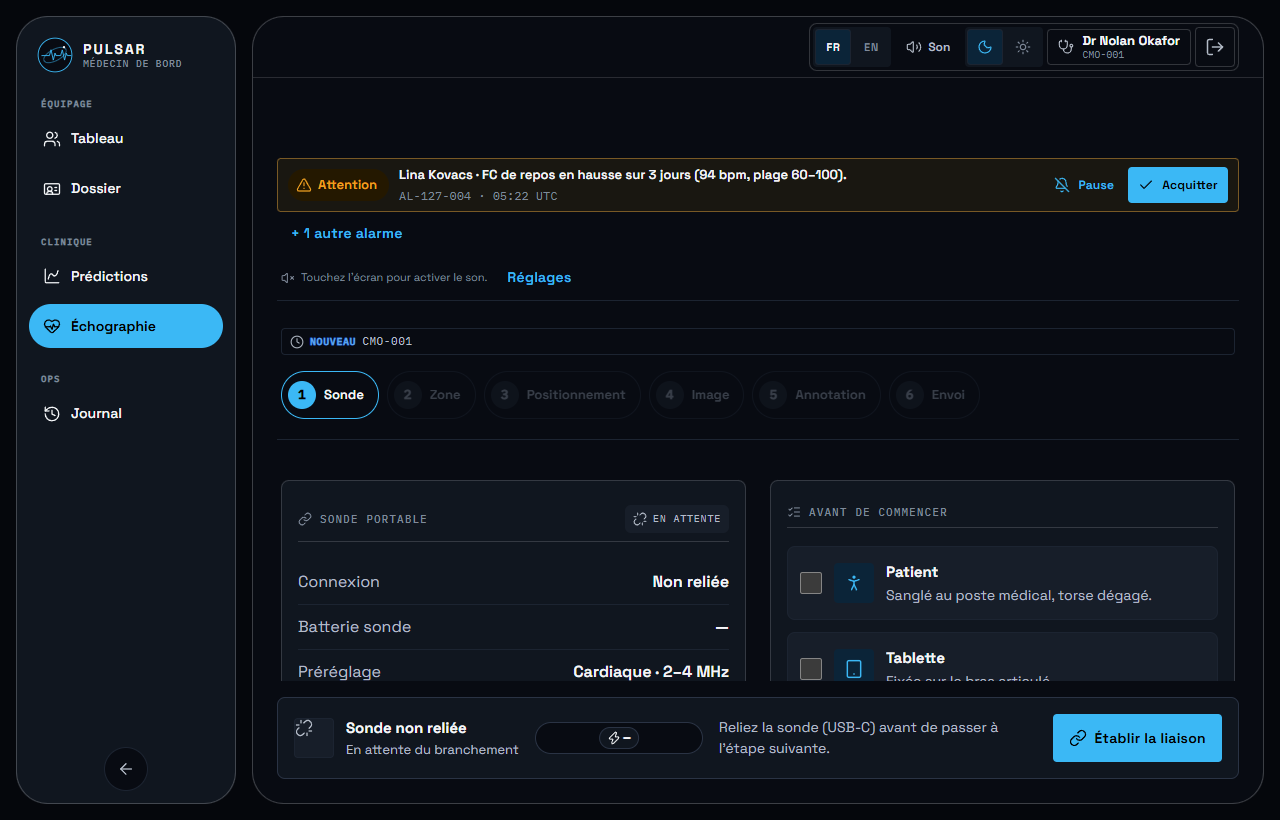 PULSAR
MÉDECIN DE BORD
ÉQUIPAGE
Tableau
Dossier
CLINIQUE
Prédictions
Échographie
OPS
Journal
FR EN Son Dr Nolan Okafor
CMO-001
Attention
Lina Kovacs · FC de repos en hausse sur 3 jours (94 bpm, plage 60–100).
AL-127-004 · 05:22 UTC
Pause
Acquitter
+ 1 autre alarme
Touchez l'écran pour activer le son. Réglages
NOUVEAU CMO-001
1 Sonde 2 Zone 3 Positionnement 4 Image 5 Annotation 6 Envoi
SONDE PORTABLE EN ATTENTE
Connexion Non reliée
Batterie sonde —
Préréglage Cardiaque · 2–4 MHz
AVANT DE COMMENCER
Patient
Sanglé au poste médical, torse dégagé.
Tablette
Fixée sur le bras articulé.
Sonde non reliée
En attente du branchement
–
Reliez la sonde (USB-C) avant de passer à
l'étape suivante.
Établir la liaison